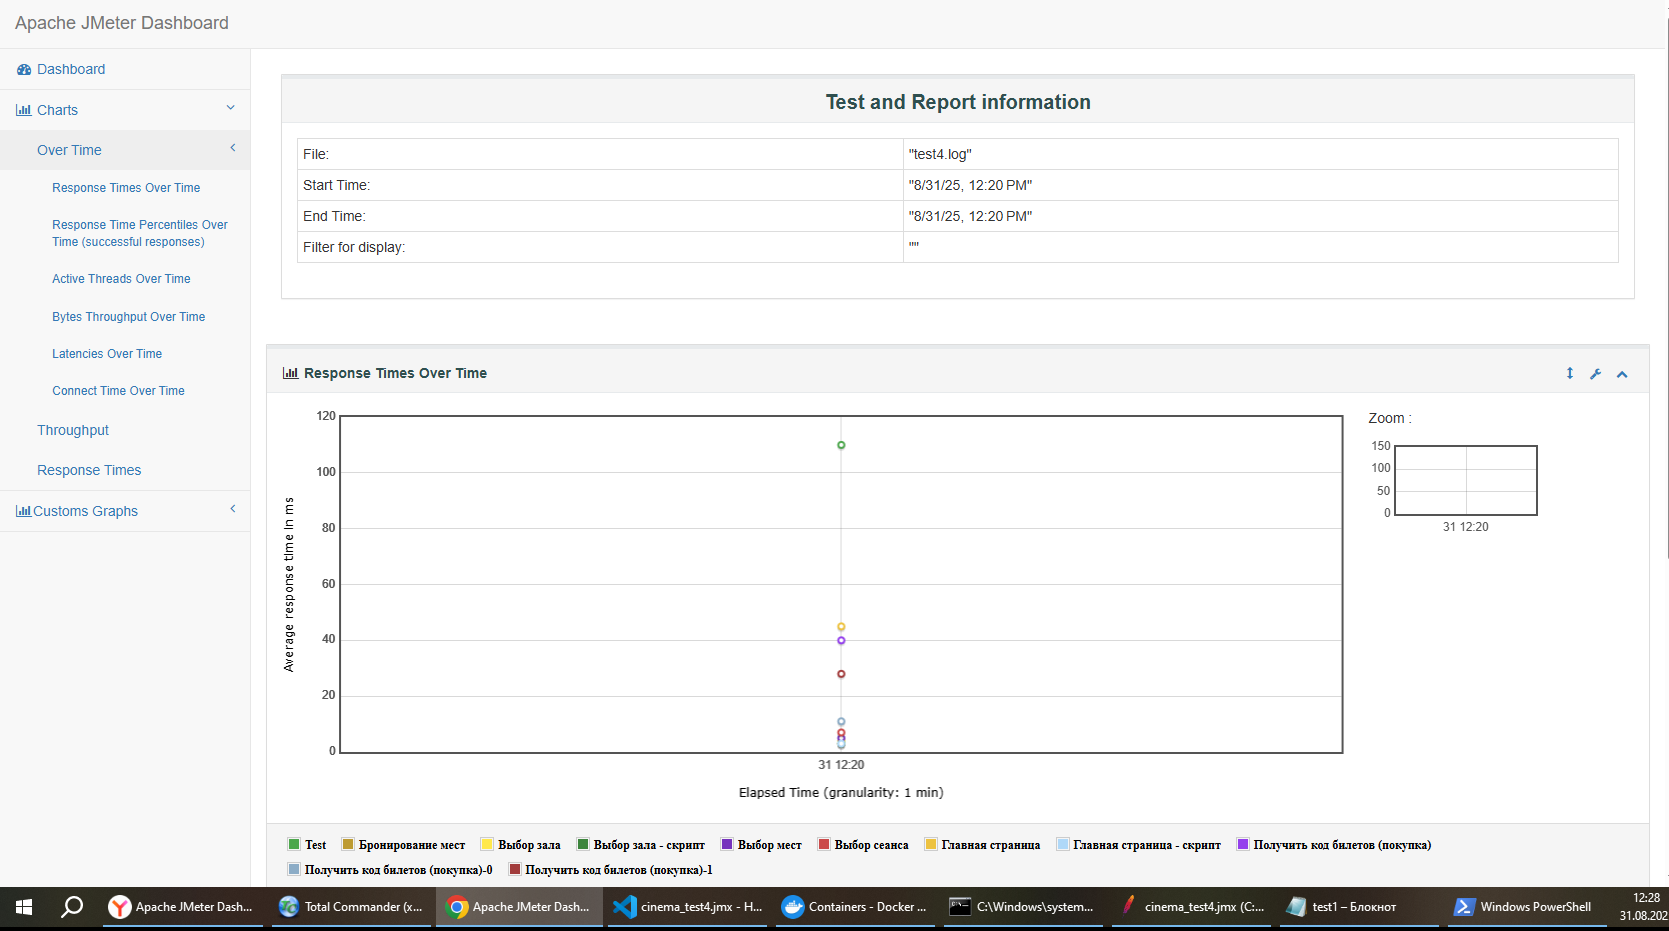 Apache JMeter Dashboard
Dashboard
Charts
Over Time
Response Times Over Time
Response Time Percentiles Over
Time (successful responses)
Active Threads Over Time
Bytes Throughput Over Time
Latencies Over Time
Connect Time Over Time
Throughput
Response Times
Customs Graphs
Test and Report information
File: "test4.log"
Start Time: "8/31/25, 12:20 PM"
End Time: "8/31/25, 12:20 PM"
Filter for display: ""
Response Times Over Time
Average response time in ms
120
100
80
60
40
20
0
31 12:20
Elapsed Time (granularity: 1 min)
Zoom :
150
100
50
0
31 12:20
Test Бронирование мест Выбор зала Выбор зала - скрипт Выбор мест Выбор сеанса Главная страница Главная страница - скрипт Получить код билетов (покупка)
Получить код билетов (покупка)-0 Получить код билетов (покупка)-1
Apache JMeter Dash... Total Commander (x... Apache JMeter Dash... cinema_test4.jmx - H... Containers - Docker ... C:\Windows\system... cinema_test4.jmx (C:... test1 – Блокнот Windows PowerShell
12:28
31.08.202